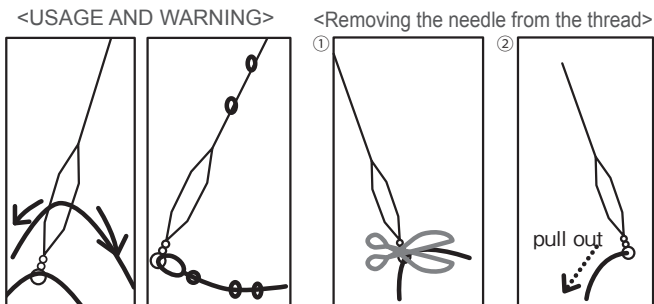 <USAGE AND WARNING>
<Removing the needle from the thread>
①
②
pull out